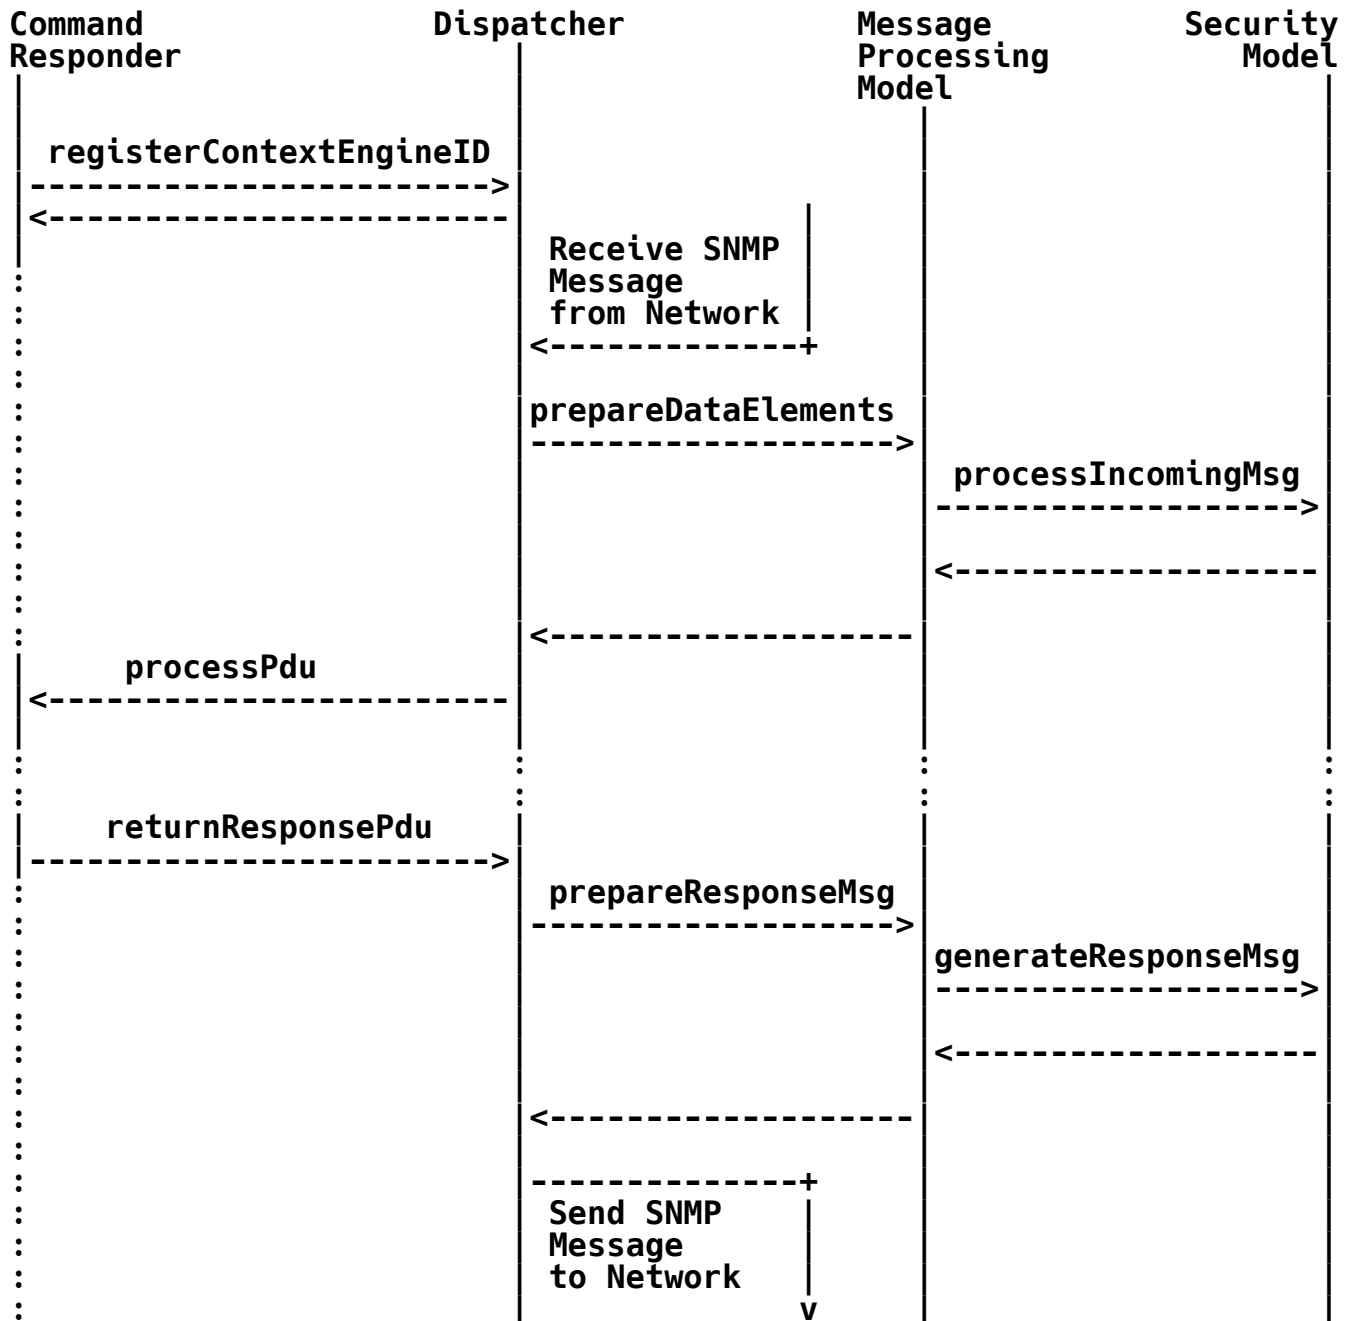 Command Dispatcher Message Security
Responder Processing Model
Model
registerContextEngineID
Receive SNMP
Message
from Network
prepareDataElements
processIncomingMsg
processPdu
returnResponsePdu
prepareResponseMsg
generateResponseMsg
Send SNMP
Message
to Network